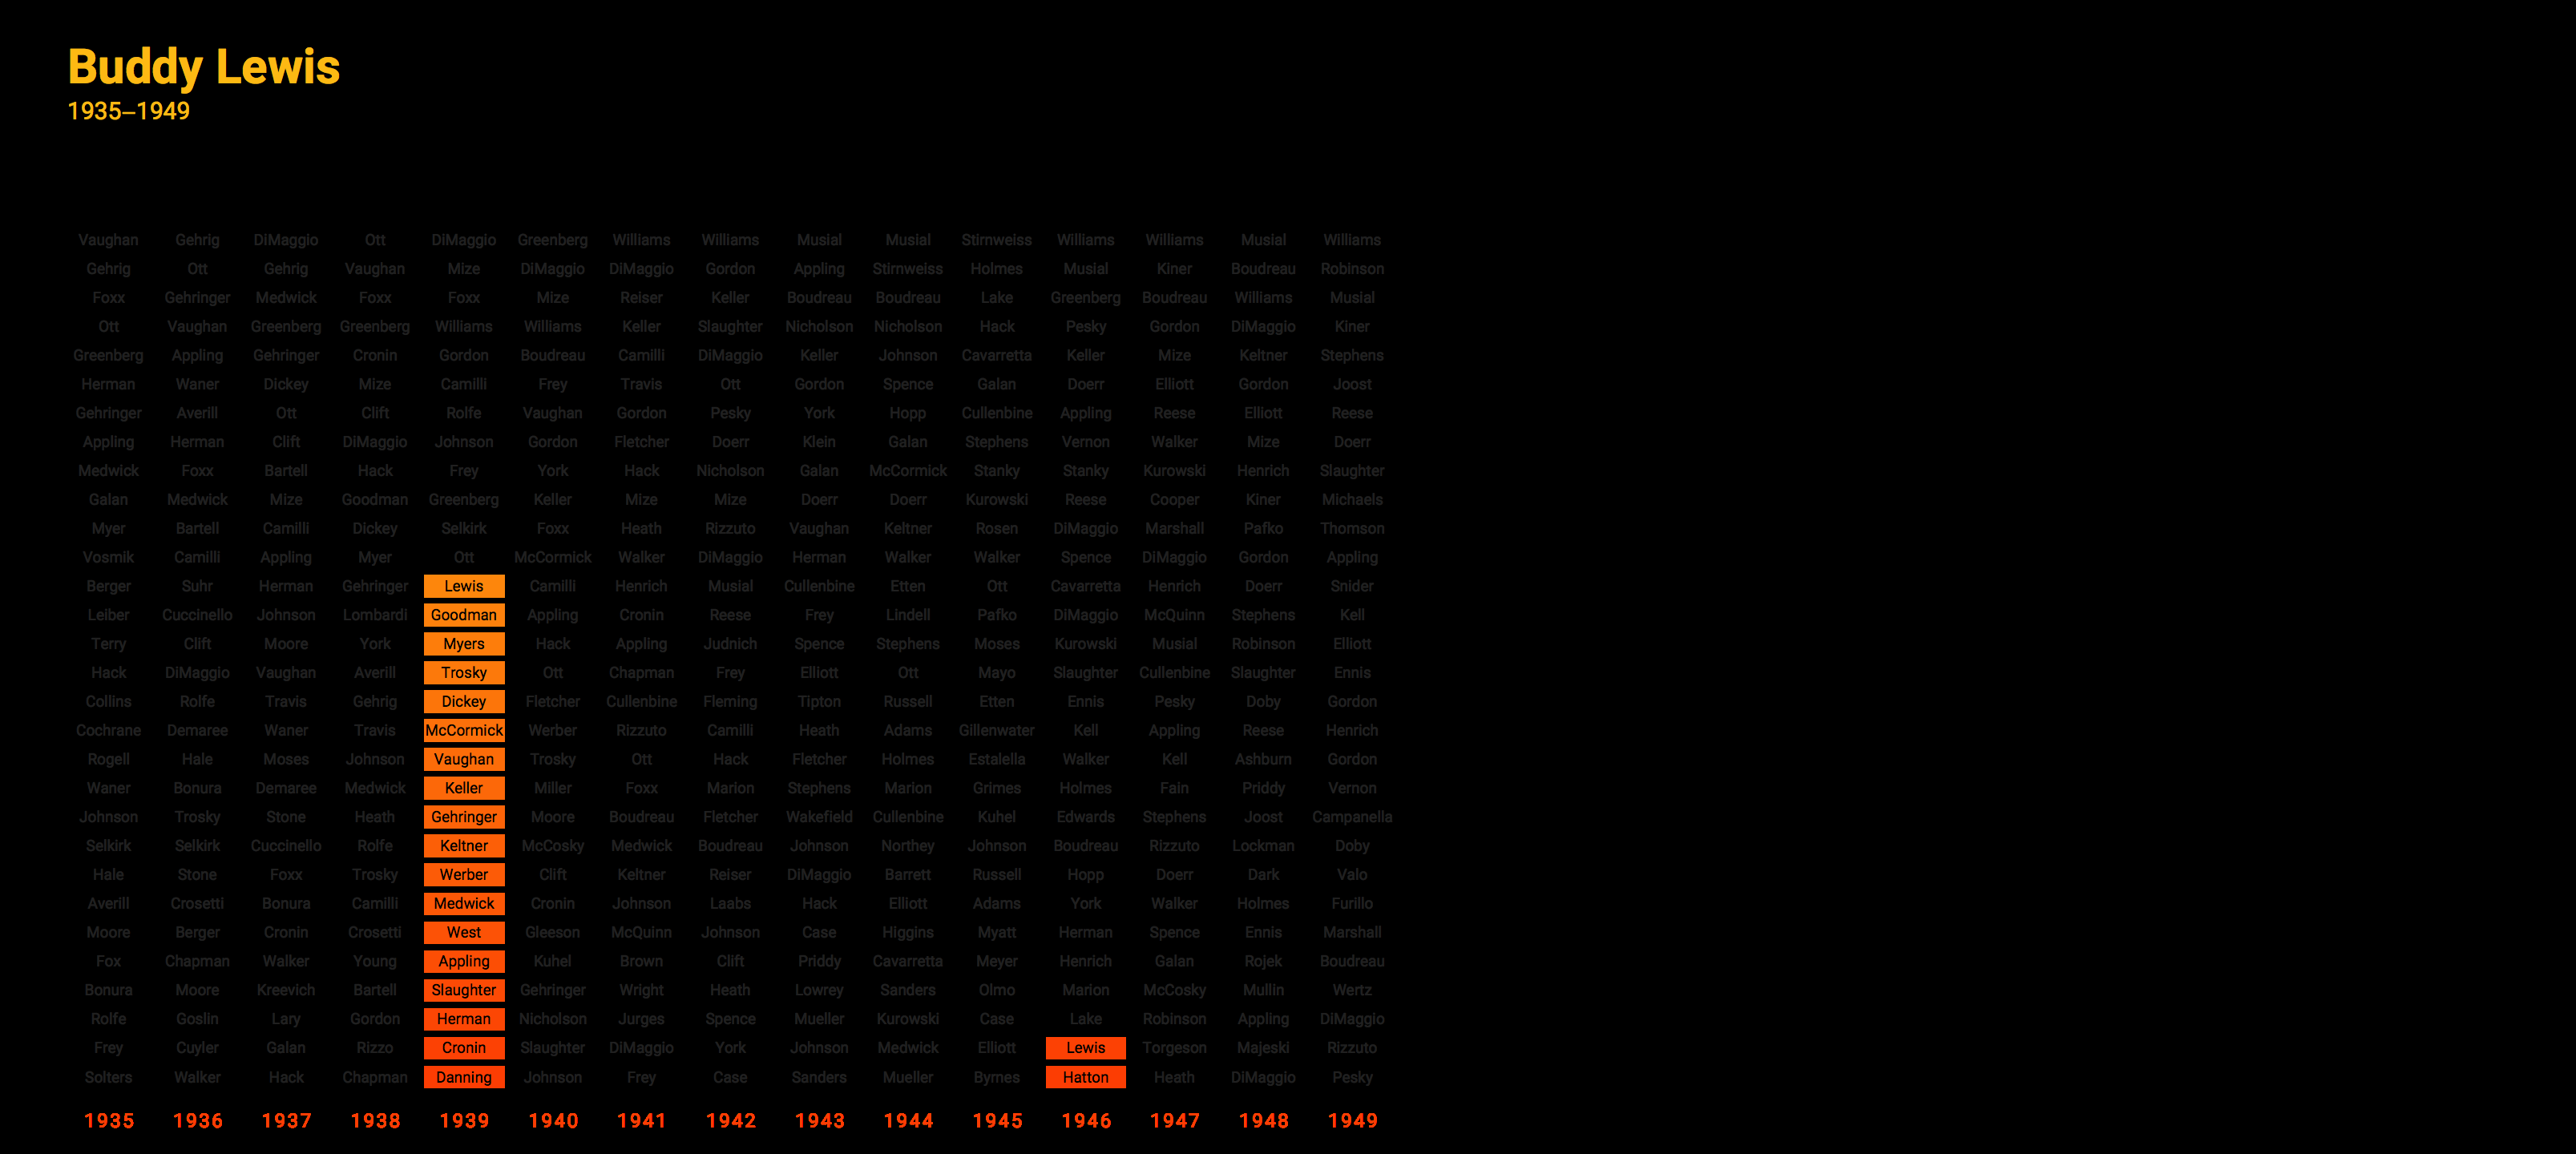 Buddy Lewis
1935–1949
Vaughan Gehrig DiMaggio Ott DiMaggio Greenberg Williams Williams Musial Musial Stirnweiss Williams Williams Musial Williams
Gehrig Ott Gehrig Vaughan Mize DiMaggio DiMaggio Gordon Appling Stirnweiss Holmes Musial Kiner Boudreau Robinson
Foxx Gehringer Medwick Foxx Foxx Mize Reiser Keller Boudreau Boudreau Lake Greenberg Boudreau Williams Musial
Ott Vaughan Greenberg Greenberg Williams Williams Keller Slaughter Nicholson Nicholson Hack Pesky Gordon DiMaggio Kiner
Greenberg Appling Gehringer Cronin Gordon Boudreau Camilli DiMaggio Keller Johnson Cavarretta Keller Mize Keltner Stephens
Herman Waner Dickey Mize Camilli Frey Travis Ott Gordon Spence Galan Doerr Elliott Gordon Joost
Gehringer Averill Ott Clift Rolfe Vaughan Gordon Pesky York Hopp Cullenbine Appling Reese Elliott Reese
Appling Herman Clift DiMaggio Johnson Gordon Fletcher Doerr Klein Galan Stephens Vernon Walker Mize Doerr
Medwick Foxx Bartell Hack Frey York Hack Nicholson Galan McCormick Stanky Stanky Kurowski Henrich Slaughter
Galan Medwick Mize Goodman Greenberg Keller Mize Mize Doerr Doerr Kurowski Reese Cooper Kiner Michaels
Myer Bartell Camilli Dickey Selkirk Foxx Heath Rizzuto Vaughan Keltner Rosen DiMaggio Marshall Pafko Thomson
Vosmik Camilli Appling Myer Ott McCormick Walker DiMaggio Herman Walker Walker Spence DiMaggio Gordon Appling
Berger Suhr Herman Gehringer Lewis Camilli Henrich Musial Cullenbine Etten Ott Cavarretta Henrich Doerr Snider
Leiber Cuccinello Johnson Lombardi Goodman Appling Cronin Reese Frey Lindell Pafko DiMaggio McQuinn Stephens Kell
Terry Clift Moore York Myers Hack Appling Judnich Spence Stephens Moses Kurowski Musial Robinson Elliott
Hack DiMaggio Vaughan Averill Trosky Ott Chapman Frey Elliott Ott Mayo Slaughter Cullenbine Slaughter Ennis
Collins Rolfe Travis Gehrig Dickey Fletcher Cullenbine Fleming Tipton Russell Etten Ennis Pesky Doby Gordon
Cochrane Demaree Waner Travis McCormick Werber Rizzuto Camilli Heath Adams Gillenwater Kell Appling Reese Henrich
Rogell Hale Moses Johnson Vaughan Trosky Ott Hack Fletcher Holmes Estalella Walker Kell Ashburn Gordon
Waner Bonura Demaree Medwick Keller Miller Foxx Marion Stephens Marion Grimes Holmes Fain Priddy Vernon
Johnson Trosky Stone Heath Gehringer Moore Boudreau Fletcher Wakefield Cullenbine Kuhel Edwards Stephens Joost Campanella
Selkirk Selkirk Cuccinello Rolfe Keltner McCosky Medwick Boudreau Johnson Northey Johnson Boudreau Rizzuto Lockman Doby
Hale Stone Foxx Trosky Werber Clift Keltner Reiser DiMaggio Barrett Russell Hopp Doerr Dark Valo
Averill Crosetti Bonura Camilli Medwick Cronin Johnson Laabs Hack Elliott Adams York Walker Holmes Furillo
Moore Berger Cronin Crosetti West Gleeson McQuinn Johnson Case Higgins Myatt Herman Spence Ennis Marshall
Fox Chapman Walker Young Appling Kuhel Brown Clift Priddy Cavarretta Meyer Henrich Galan Rojek Boudreau
Bonura Moore Kreevich Bartell Slaughter Gehringer Wright Heath Lowrey Sanders Olmo Marion McCosky Mullin Wertz
Rolfe Goslin Lary Gordon Herman Nicholson Jurges Spence Mueller Kurowski Case Lake Robinson Appling DiMaggio
Frey Cuyler Galan Rizzo Cronin Slaughter DiMaggio York Johnson Medwick Elliott Lewis Torgeson Majeski Rizzuto
Solters Walker Hack Chapman Danning Johnson Frey Case Sanders Mueller Byrnes Hatton Heath DiMaggio Pesky
1935 1936 1937 1938 1939 1940 1941 1942 1943 1944 1945 1946 1947 1948 1949